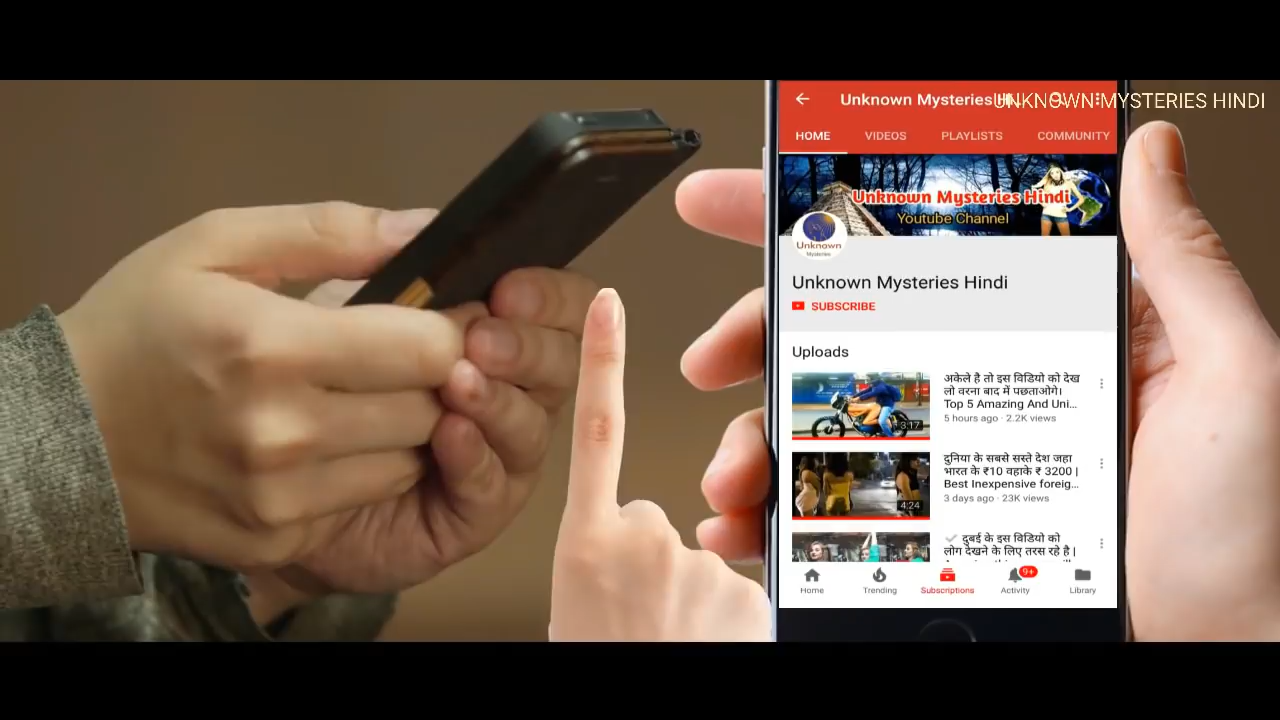 Unknown Mysteries
UNKNOWN MYSTERIES HINDI
HOME VIDEOS PLAYLISTS COMMUNITY
Unknown Mysteries Hindi
Youtube Channel
Unknown
Mysteries
Unknown Mysteries Hindi
SUBSCRIBE
Uploads
अकेले है तो इस विडियो को देख
लो वरना बाद में पछताओगे।
Top 5 Amazing And Uni...
5 hours ago · 2.2K views
3:17
दुनिया के सबसे सस्ते देश जहा
भारत के ₹10 वहाके ₹ 3200 |
Best Inexpensive foreig...
3 days ago · 23K views
4:24
दुबई के इस विडियो को
लोग देखने के लिए तरस रहे है |
Home Trending Subscriptions Activity Library
9+